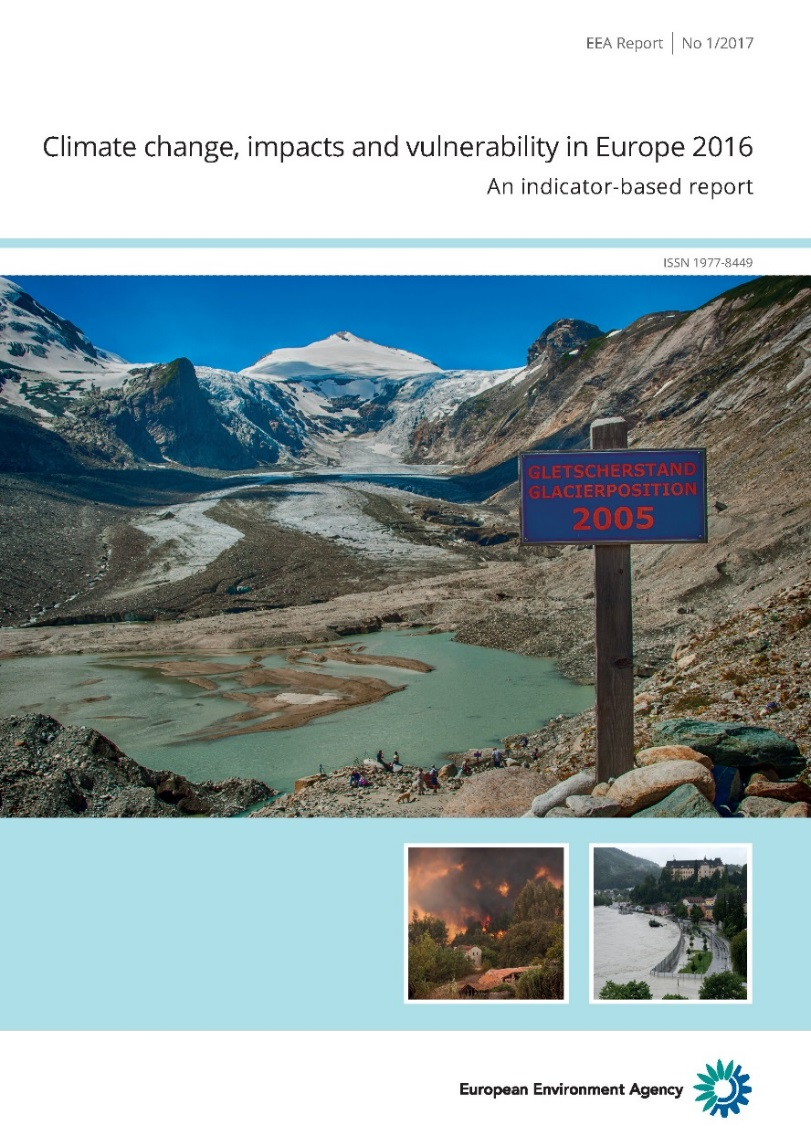 EEA Report | No 1/2017
Climate change, impacts and vulnerability in Europe 2016
An indicator-based report
ISSN 1977-8449
GLETSCHERSTAND
GLACIERPOSITION
2005
European Environment Agency